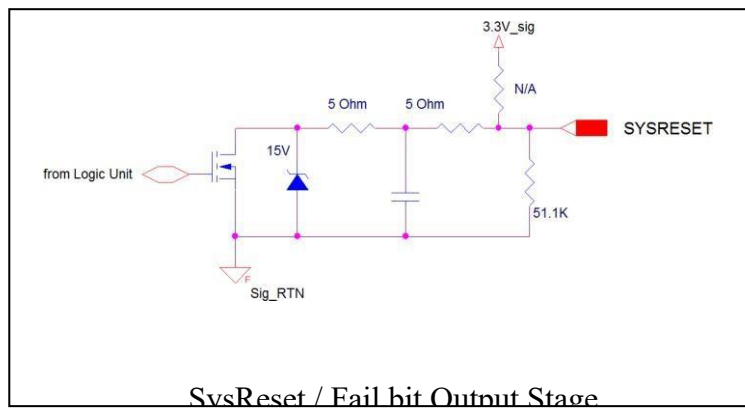 3.3V_sig
N/A
5 Ohm
5 Ohm
SYSRESET
15V
from Logic Unit
51.1K
F
Sig_RTN
SysReset / Fail bit Output Stage